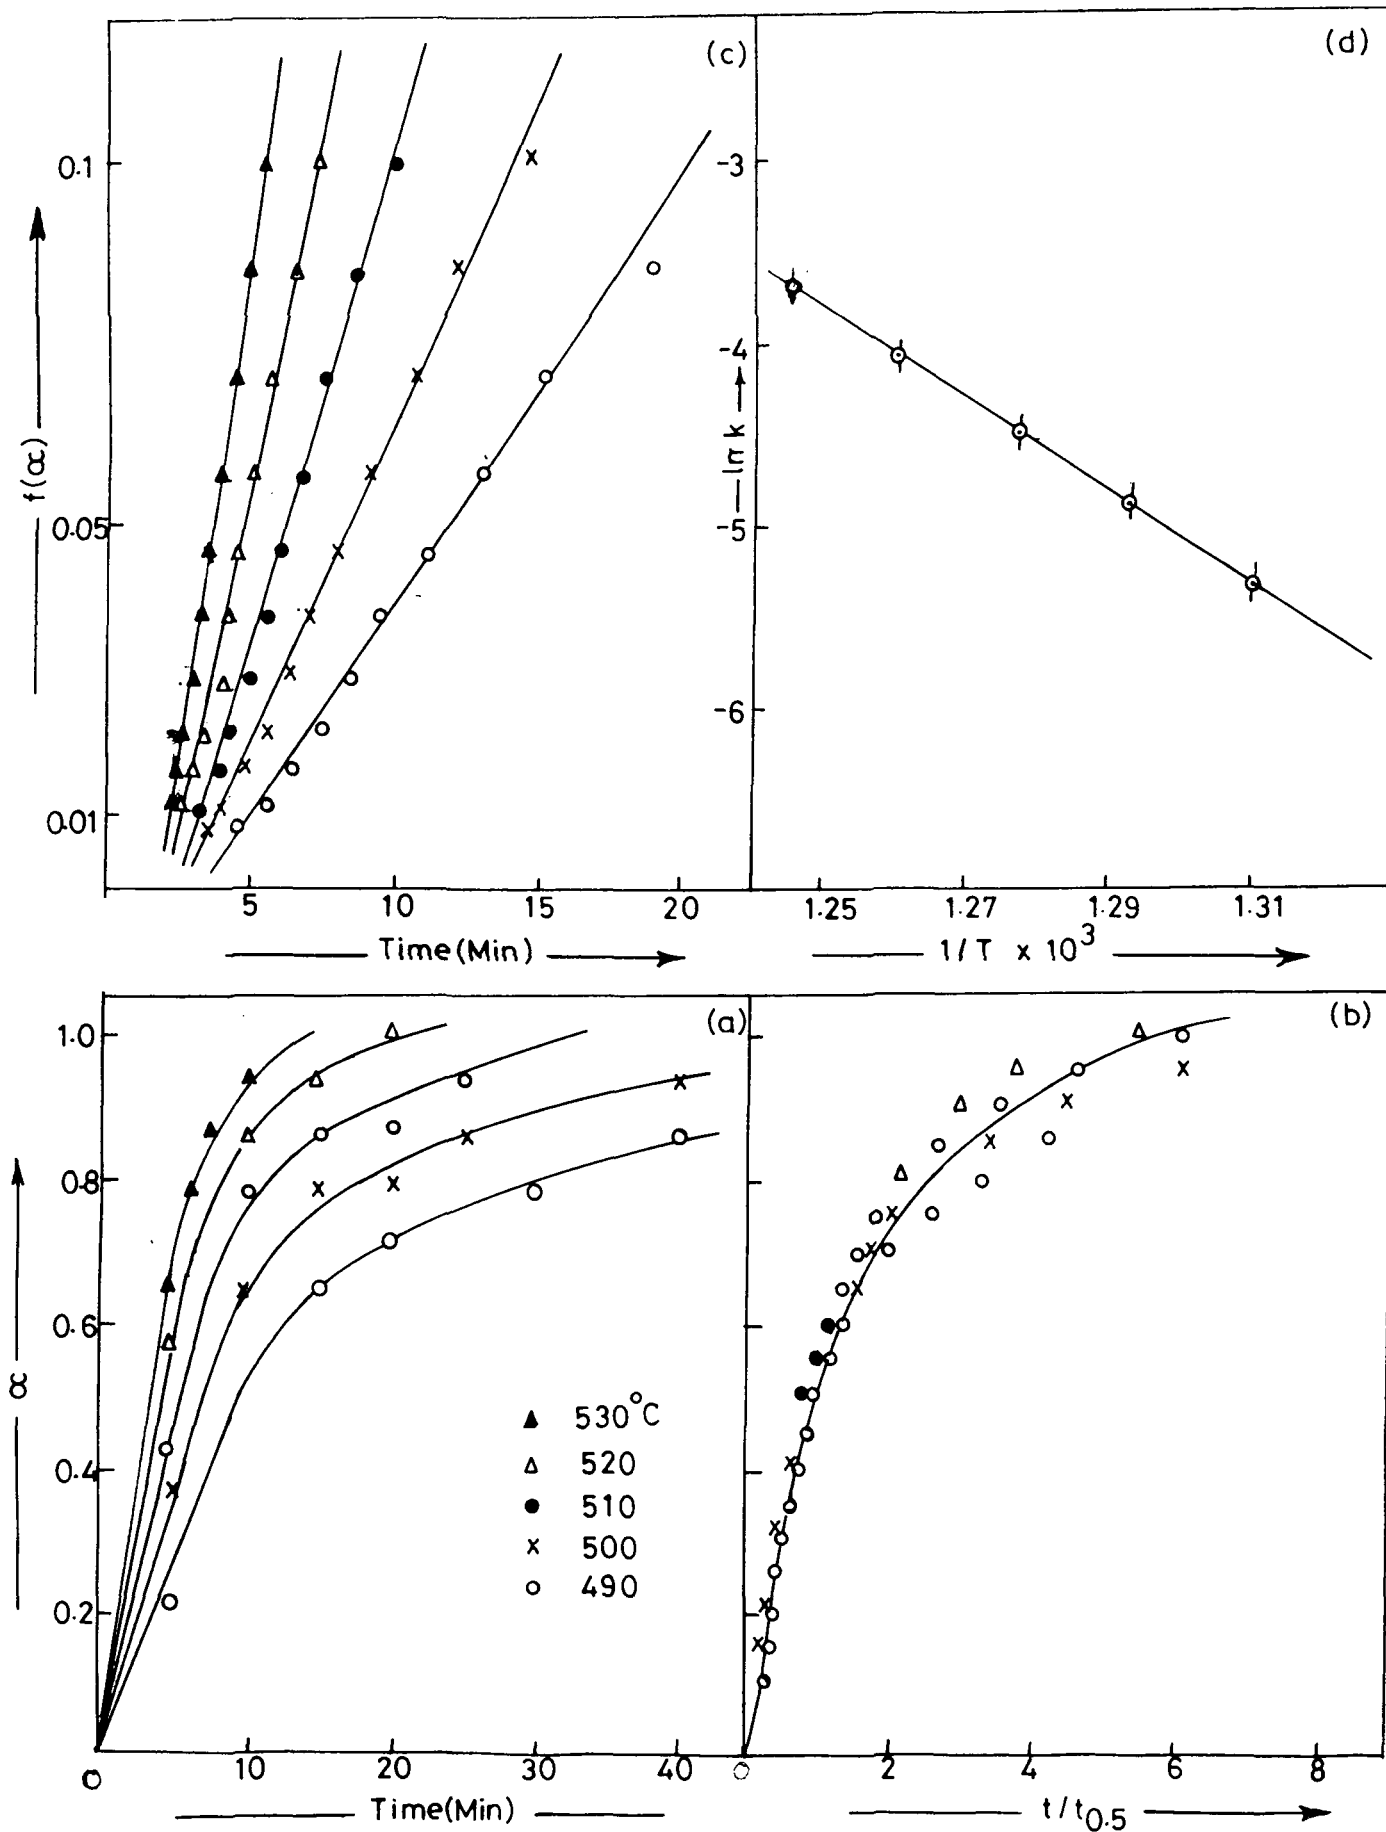 (c)
0.1
0.05
0.01
f(∝)
5 10 15 20
Time(Min)
(d)
-3
-4
-5
-6
ln k
1.25 1.27 1.29 1.31
1/T × 10³
(a)
1.0
0.8
0.6
0.4
0.2
∝
▲ 530°C
△ 520
● 510
x 500
○ 490
0 10 20 30 40
Time(Min)
(b)
0 2 4 6 8
t/t0.5